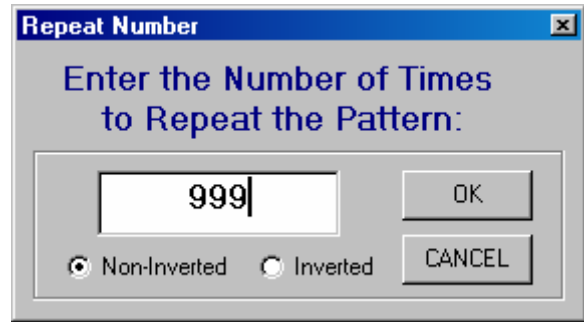 Repeat Number
Enter the Number of Times
to Repeat the Pattern:
999
OK
Non-Inverted
Inverted
CANCEL